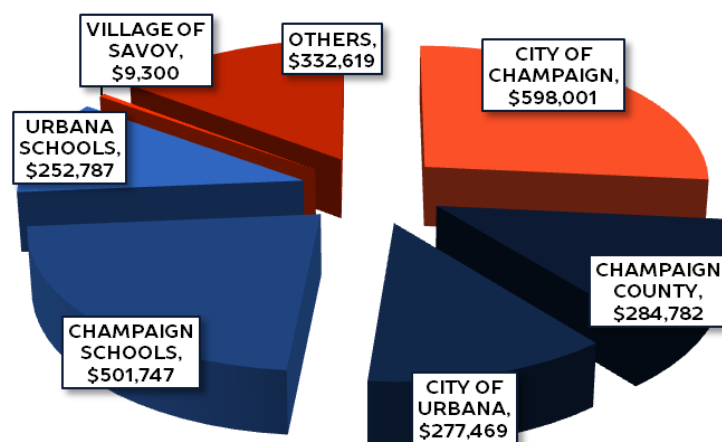 VILLAGE OF
SAVOY,
$9,300
OTHERS,
$332,619
CITY OF
CHAMPAIGN,
$598,001
URBANA
SCHOOLS,
$252,787
CHAMPAIGN
COUNTY,
$284,782
CHAMPAIGN
SCHOOLS,
$501,747
CITY OF
URBANA,
$277,469